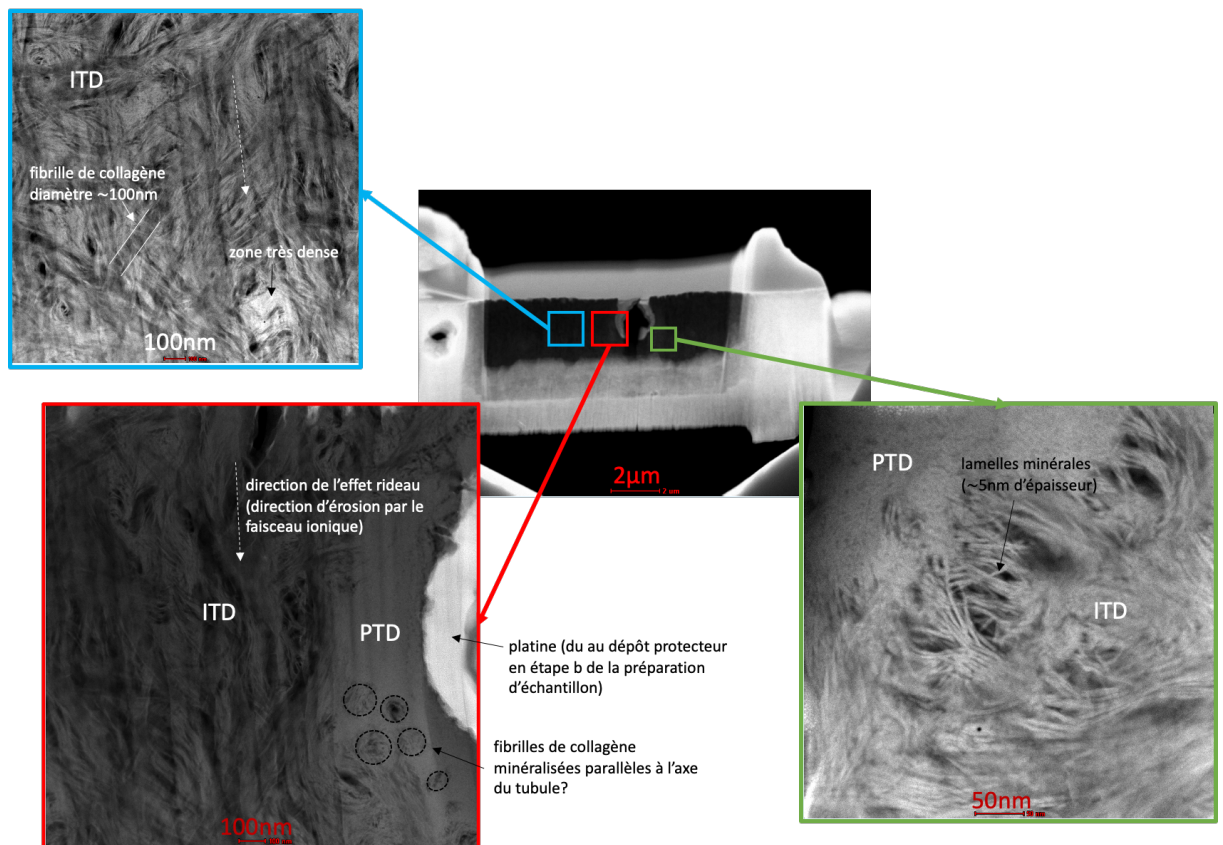 ITD
fibrille de collagène
diamètre ~100nm
zone très dense
100nm
2μm
2 um
direction de l'effet rideau
(direction d'érosion par le
faisceau ionique)
ITD
PTD
100nm
platine (du au dépôt protecteur
en étape b de la préparation
d'échantillon)
fibrilles de collagène
minéralisées parallèles à l'axe
du tubule?
PTD
lamelles minérales
(~5nm d'épaisseur)
ITD
50nm